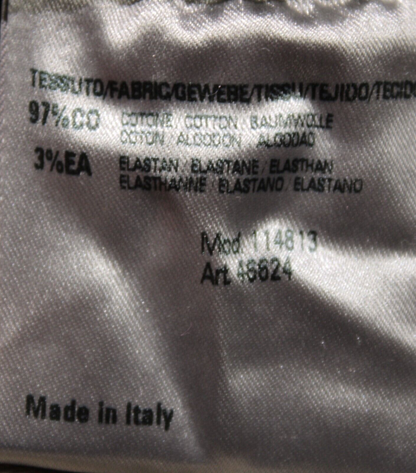 TESSUTO/FABRIC/GEWEBE/TISSU/TEJIDO/TECIDO
97%CO COTONE COTTON BAUMWOLLE
COTON ALGODON ALGODAO
3%EA ELASTAN ELASTANE ELASTHAN
ELASTHANNE ELASTANO ELASTANO
Mod. 114813
Art. 46624
Made in Italy